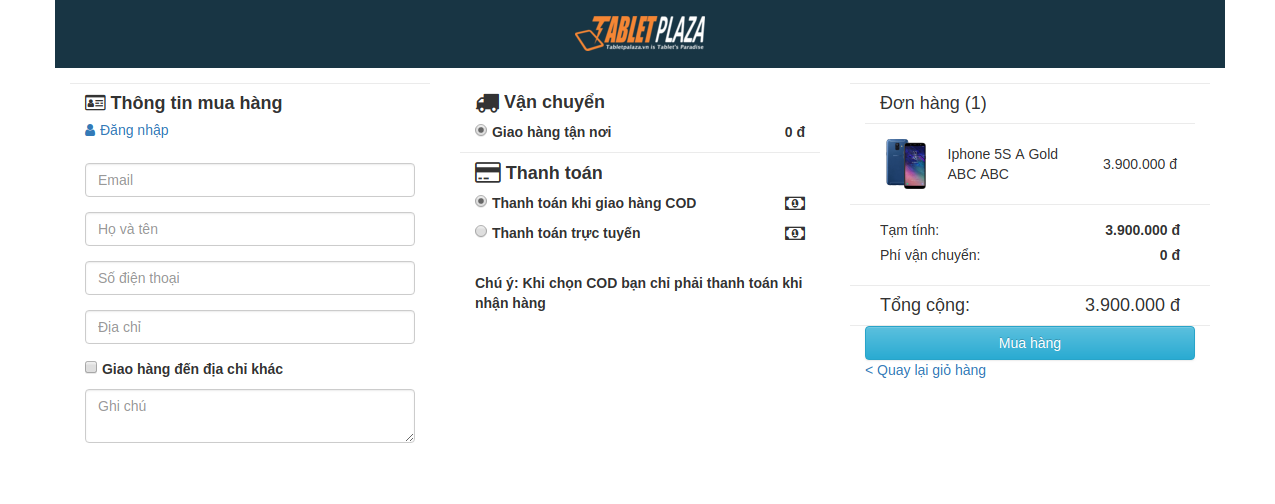 TABLETPLAZA
Tabletpalaza.vn is Tablet's Paradise
Thông tin mua hàng
Đăng nhập
Email
Họ và tên
Số điện thoại
Địa chỉ
Giao hàng đến địa chỉ khác
Ghi chú
Vận chuyển
Giao hàng tận nơi 0 đ
Thanh toán
Thanh toán khi giao hàng COD
Thanh toán trực tuyến
Chú ý: Khi chọn COD bạn chỉ phải thanh toán khi
nhận hàng
Đơn hàng (1)
Iphone 5S A Gold
ABC ABC
3.900.000 đ
Tạm tính: 3.900.000 đ
Phí vận chuyển: 0 đ
Tổng cộng: 3.900.000 đ
Mua hàng
< Quay lại giỏ hàng